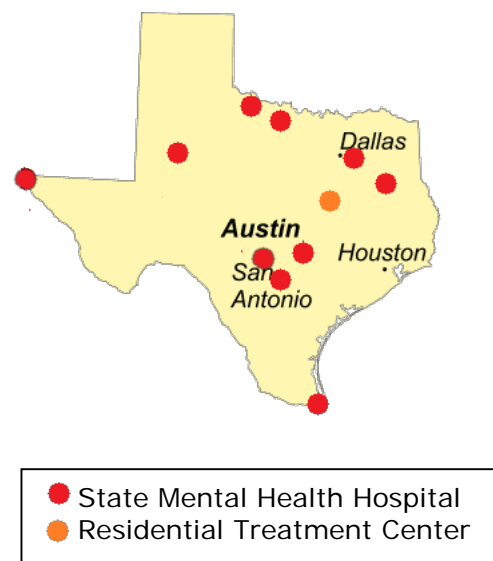 Dallas
Austin
Houston
San
Antonio
State Mental Health Hospital
Residential Treatment Center